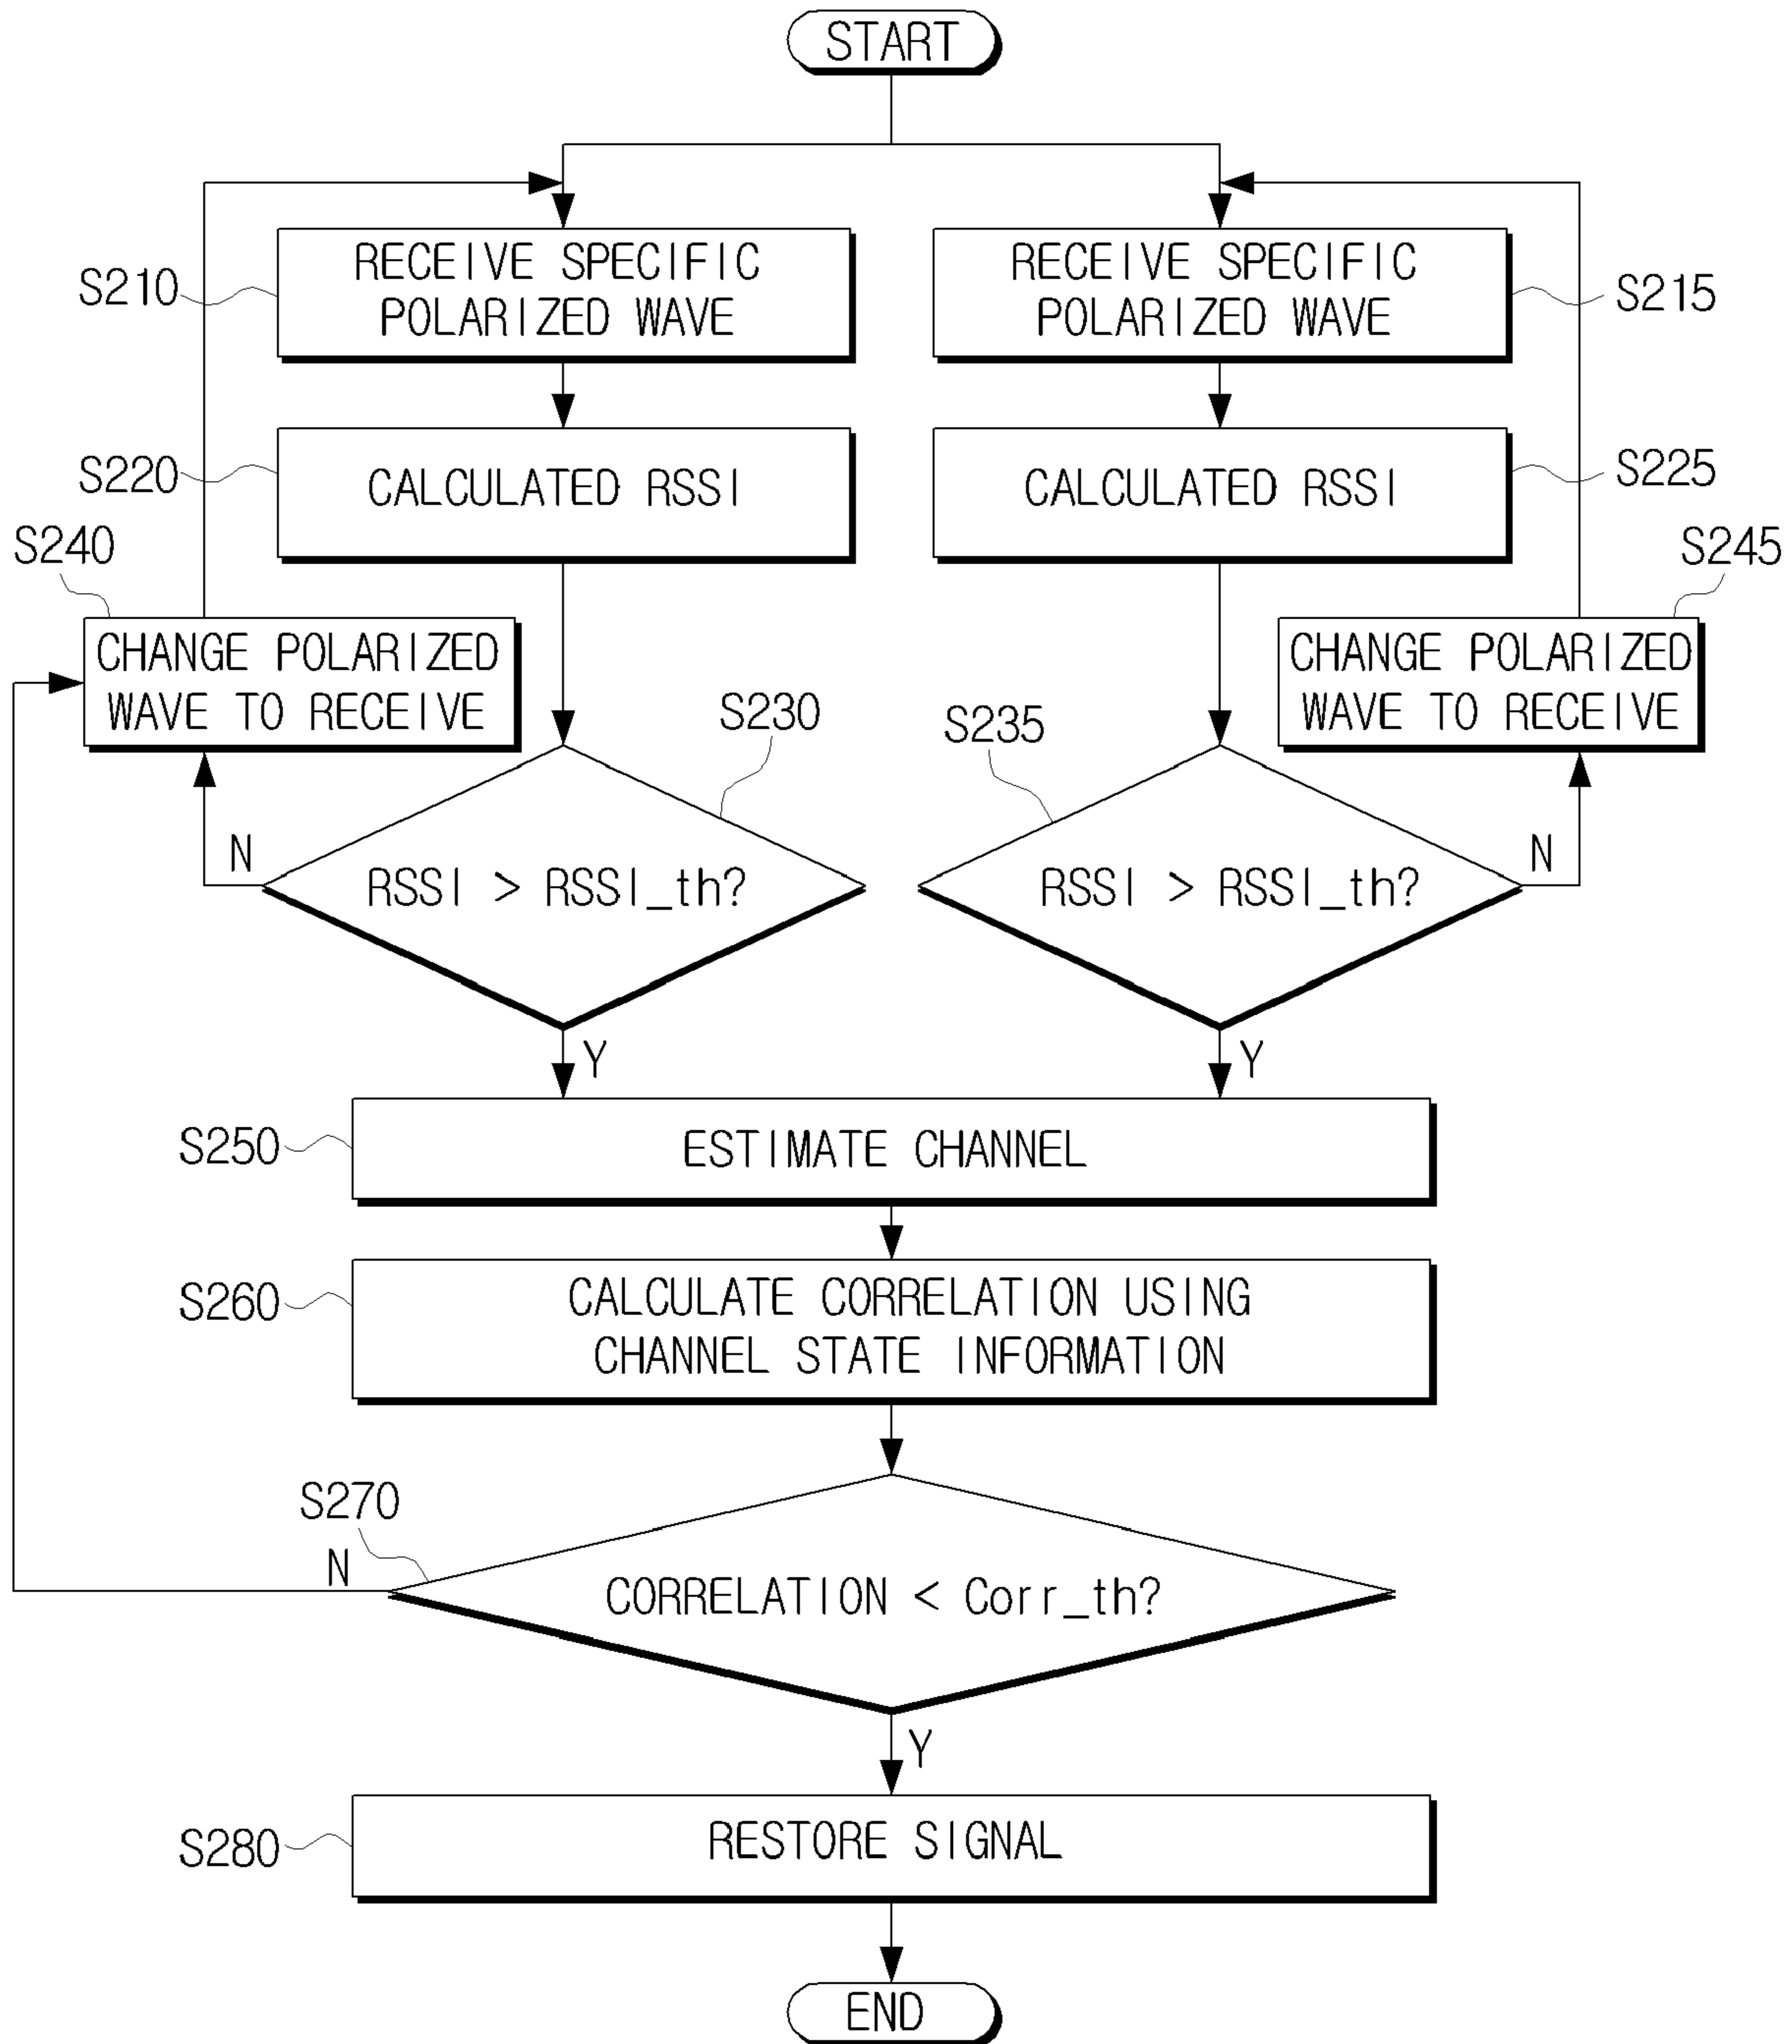 START
RECEIVE SPECIFIC
POLARIZED WAVE
S210
RECEIVE SPECIFIC
POLARIZED WAVE
S215
S220
CALCULATED RSSI
CALCULATED RSSI
S225
S240
CHANGE POLARIZED
WAVE TO RECEIVE
S245
CHANGE POLARIZED
WAVE TO RECEIVE
S230
S235
N
RSSI > RSSI_th?
RSSI > RSSI_th?
N
Y
Y
S250
ESTIMATE CHANNEL
S260
CALCULATE CORRELATION USING
CHANNEL STATE INFORMATION
S270
N
CORRELATION < Corr_th?
Y
S280
RESTORE SIGNAL
END